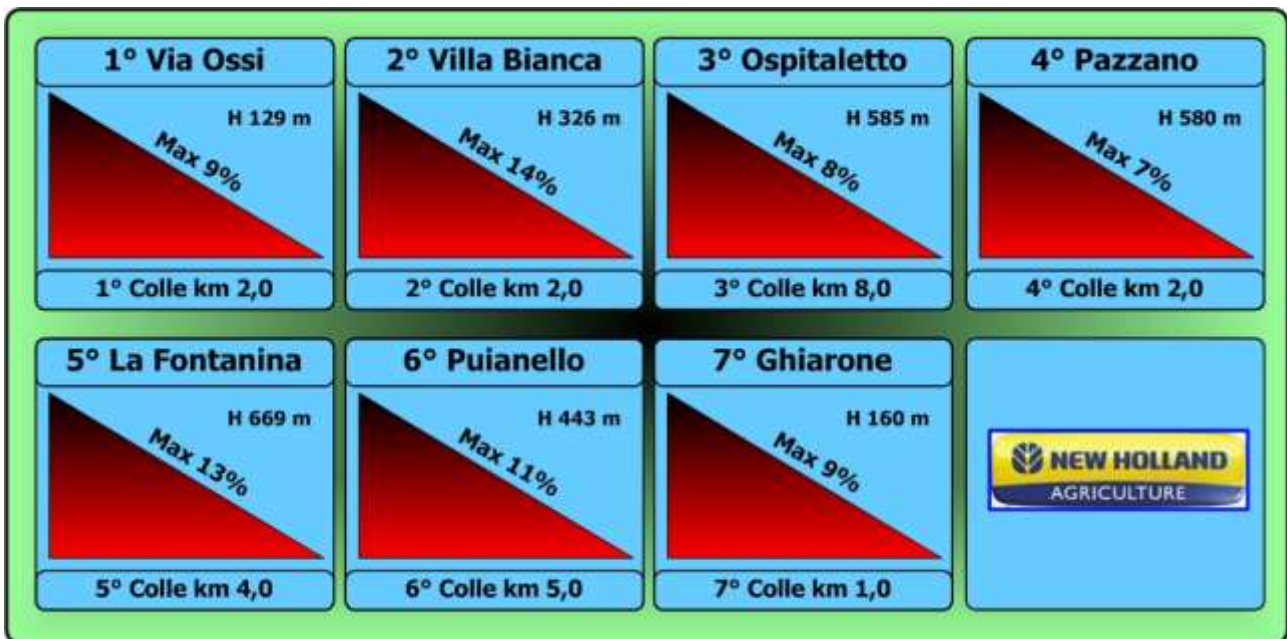 1° Via Ossi
H 129 m
Max 9%
1° Colle km 2,0
2° Villa Bianca
H 326 m
Max 14%
2° Colle km 2,0
3° Ospitaletto
H 585 m
Max 8%
3° Colle km 8,0
4° Pazzano
H 580 m
Max 7%
4° Colle km 2,0
5° La Fontanina
H 669 m
Max 13%
5° Colle km 4,0
6° Puianello
H 443 m
Max 11%
6° Colle km 5,0
7° Ghiarone
H 160 m
Max 9%
7° Colle km 1,0
NEW HOLLAND
AGRICULTURE